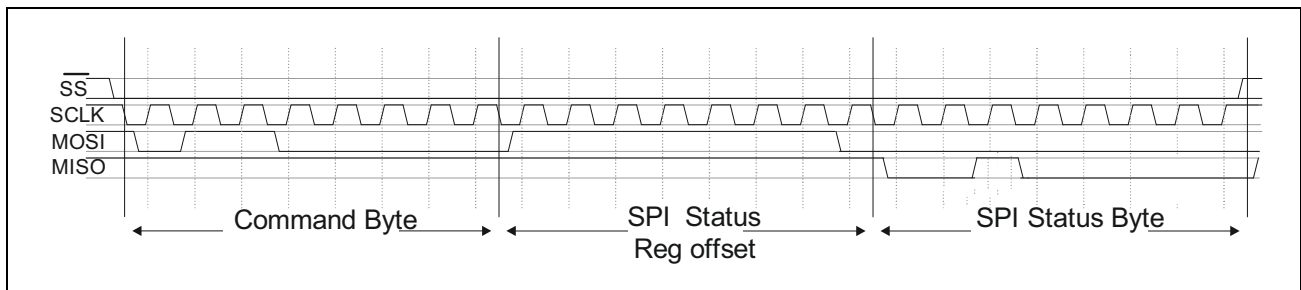 SS
SCLK
MOSI
MISO
Command Byte
SPI Status
Reg offset
SPI Status Byte